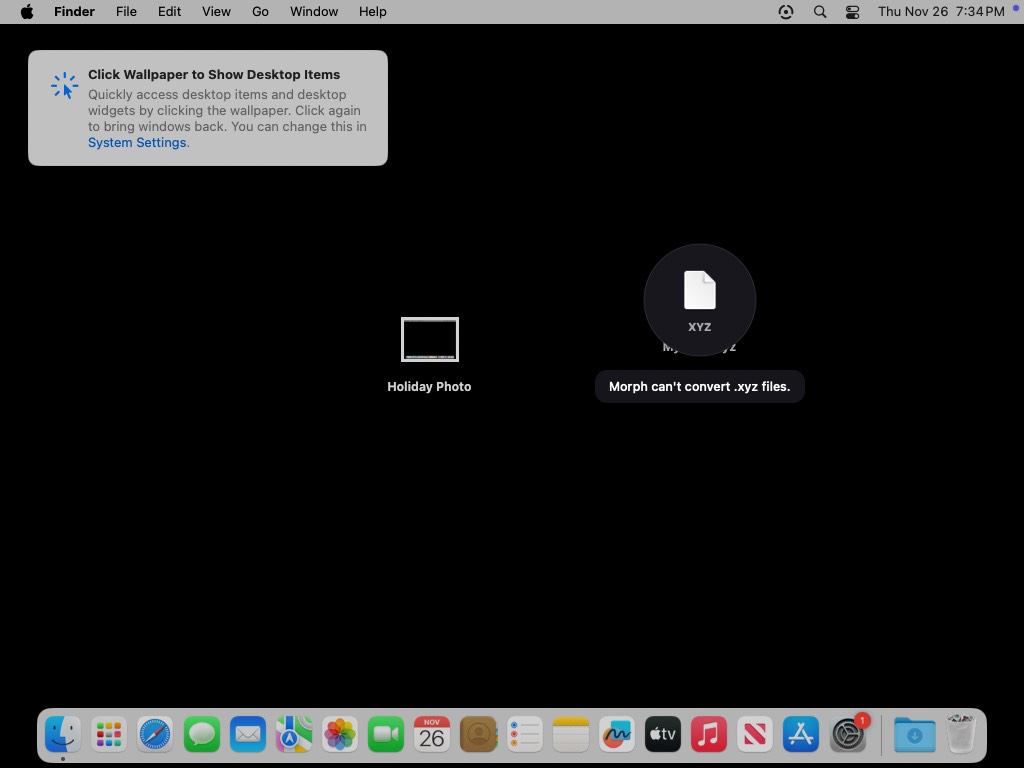 Finder File Edit View Go Window Help
Thu Nov 26 7:34 PM
Click Wallpaper to Show Desktop Items
Quickly access desktop items and desktop
widgets by clicking the wallpaper. Click again
to bring windows back. You can change this in
System Settings.
XYZ
Holiday Photo
Morph can't convert .xyz files.
NOV
26
tv
1